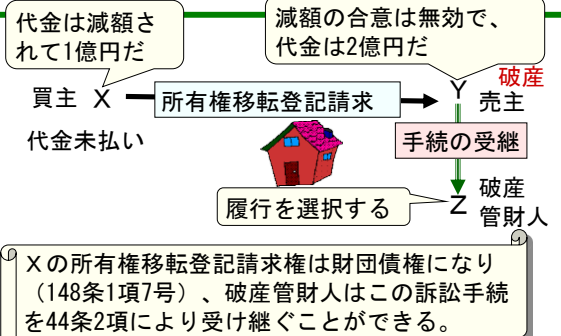 代金は減額さ
れて1億円だ
減額の合意は無効で、
代金は2億円だ
破産
買主 X
所有権移転登記請求
Y
売主
代金未払い
手続の受継
履行を選択する
Z
破産
管財人
Xの所有権移転登記請求権は財団債権になり
（148条1項7号）、破産管財人はこの訴訟手続
を44条2項により受け継ぐことができる。